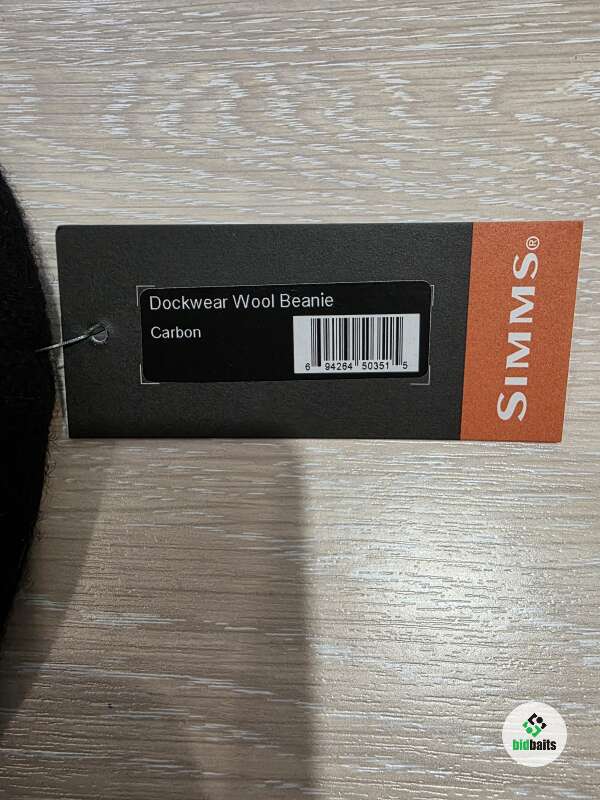 Dockwear Wool Beanie
Carbon
6 94264 50351 5
SIMMS®
bidbaits